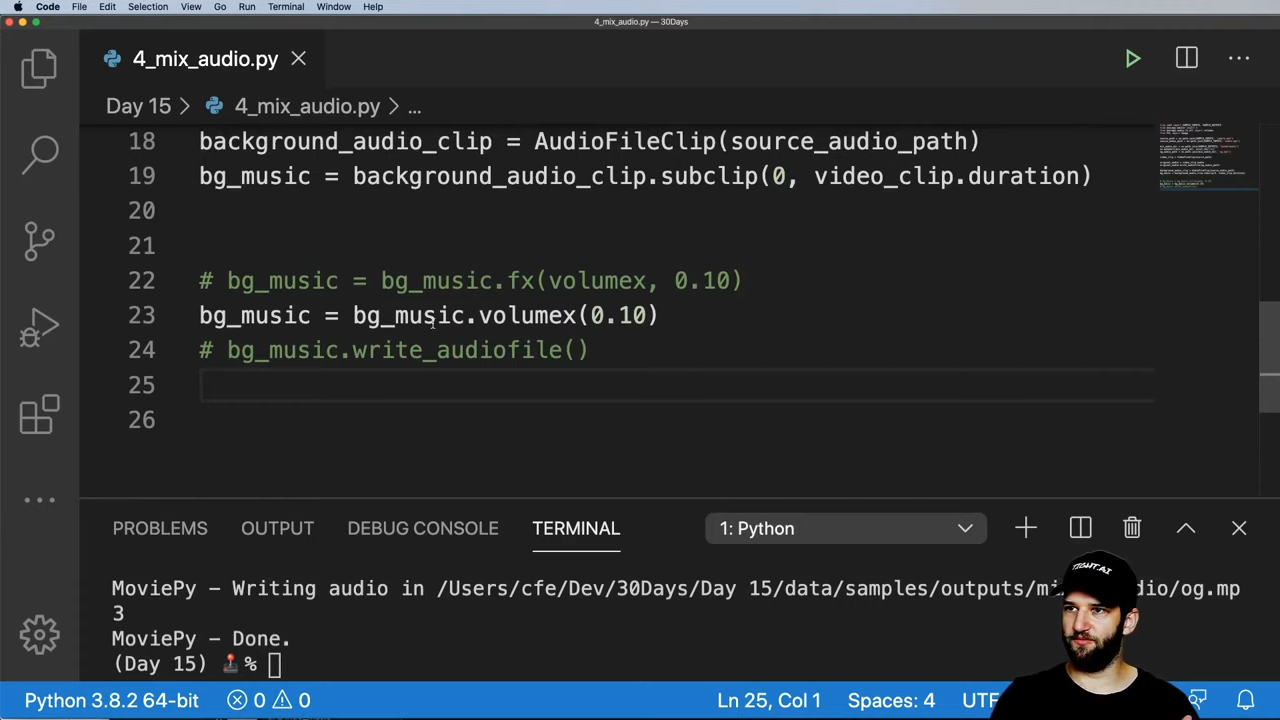 Code File Edit Selection View Go Run Terminal Window Help
4_mix_audio.py — 30Days
4_mix_audio.py
Day 15 > 4_mix_audio.py > ...
18 background_audio_clip = AudioFileClip(source_audio_path)
19 bg_music = background_audio_clip.subclip(0, video_clip.duration)
20
21
22 # bg_music = bg_music.fx(volumex, 0.10)
23 bg_music = bg_music.volumex(0.10)
24 # bg_music.write_audiofile()
25
26
PROBLEMS OUTPUT DEBUG CONSOLE TERMINAL 1: Python
MoviePy - Writing audio in /Users/cfe/Dev/30Days/Day 15/data/samples/outputs/mi dio/og.mp
3
MoviePy - Done.
(Day 15) %
TIGHT.AI
Python 3.8.2 64-bit 0 0 Ln 25, Col 1 Spaces: 4 UTF